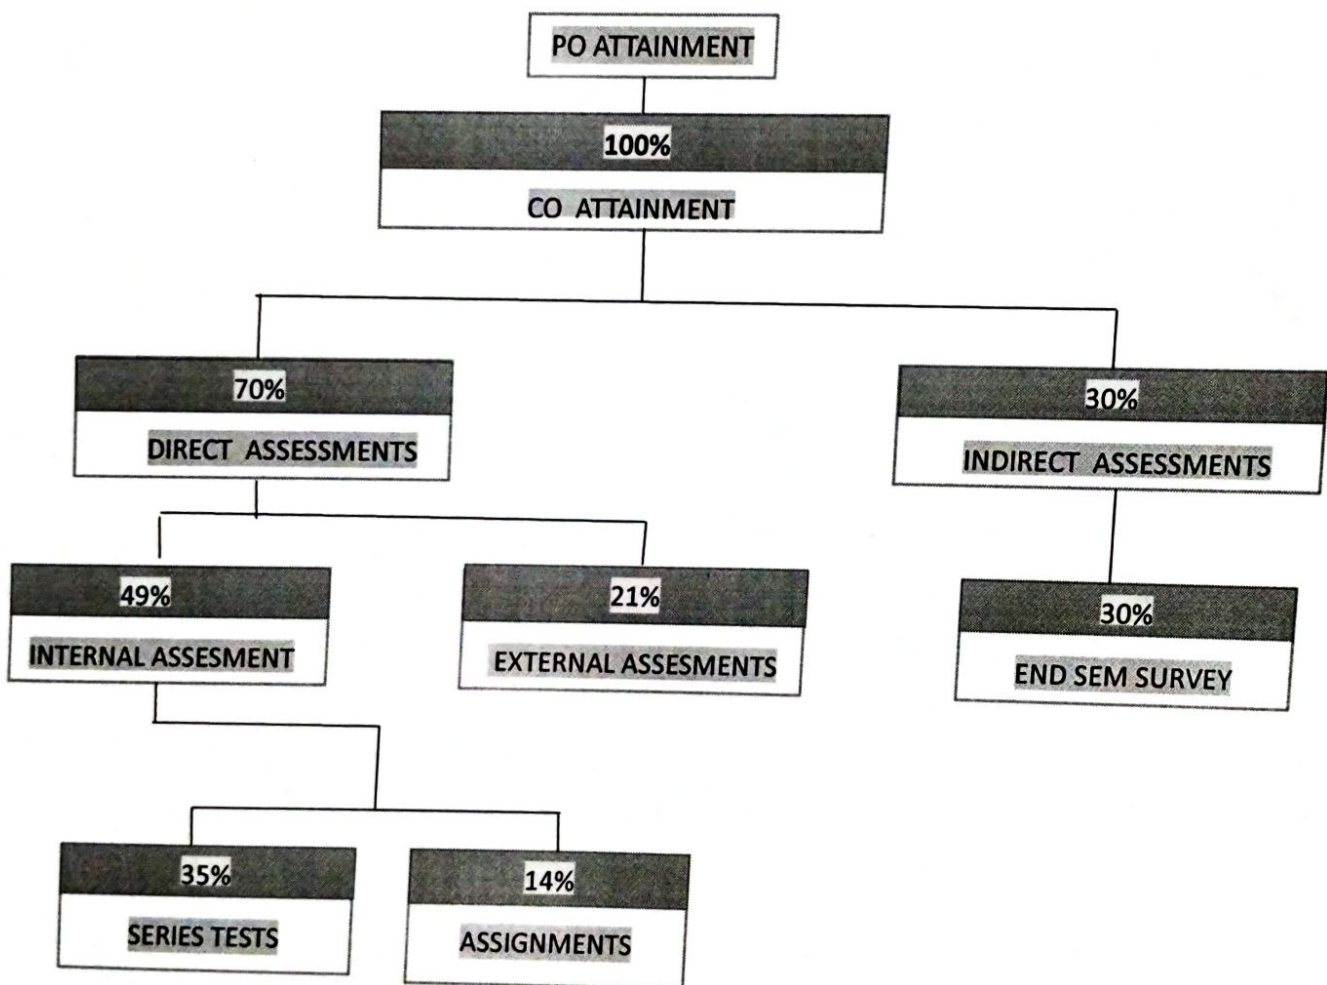 PO ATTAINMENT
100%
CO ATTAINMENT
70%
DIRECT ASSESSMENTS
30%
INDIRECT ASSESSMENTS
49%
INTERNAL ASSESMENT
21%
EXTERNAL ASSESMENTS
30%
END SEM SURVEY
35%
SERIES TESTS
14%
ASSIGNMENTS